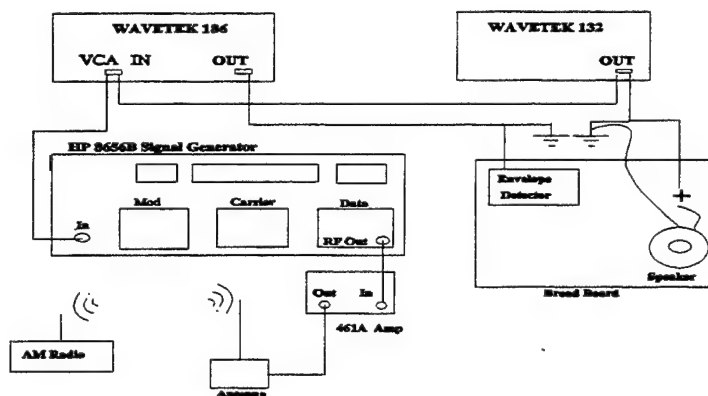 WAVETEK 186
WAVETEK 132
VCA IN
OUT
OUT
HP 8656B Signal Generator
Envelope
Detector
+
Mod
Carrier
Data
In
RF Out
Speaker
Out
In
Bread Board
461A Amp
AM Radio
Antenna